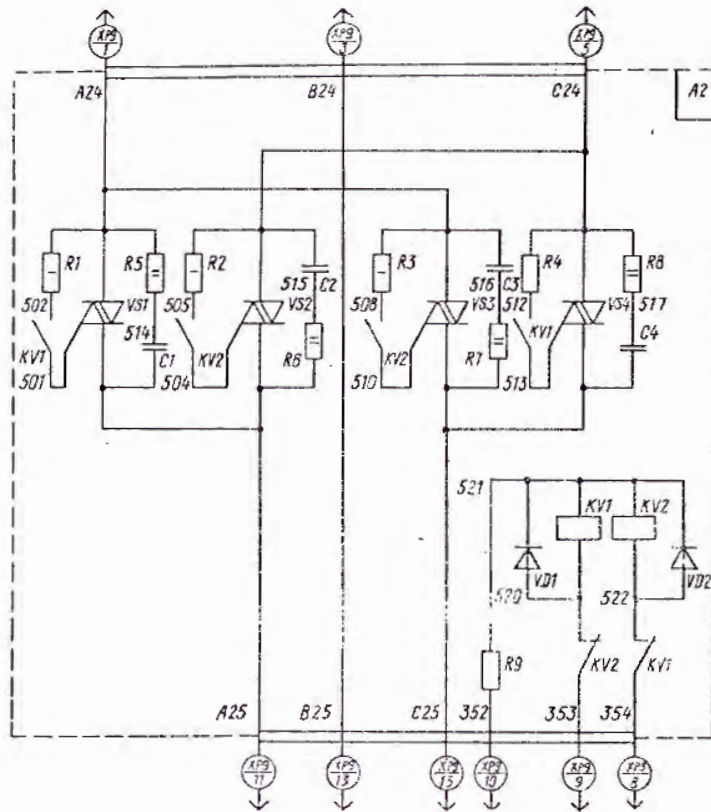 XP9 1
XP9 3
XP9 5
A24
B24
C24
A2
R1
R5
R2
515
C2
R3
516
C3
R4
R8
502
514
VS1
505
VS2
508
VS3
512
VS4
517
KV1
C1
KV2
R6
KV2
R7
KV1
C4
501
504
510
513
521
KV1
KV2
VD1
VD2
520
522
R9
KV2
KV1
A25
B25
C25
352
353
354
XP9 11
XP9 13
XP9 15
XP9 10
XP9 9
XP9 8